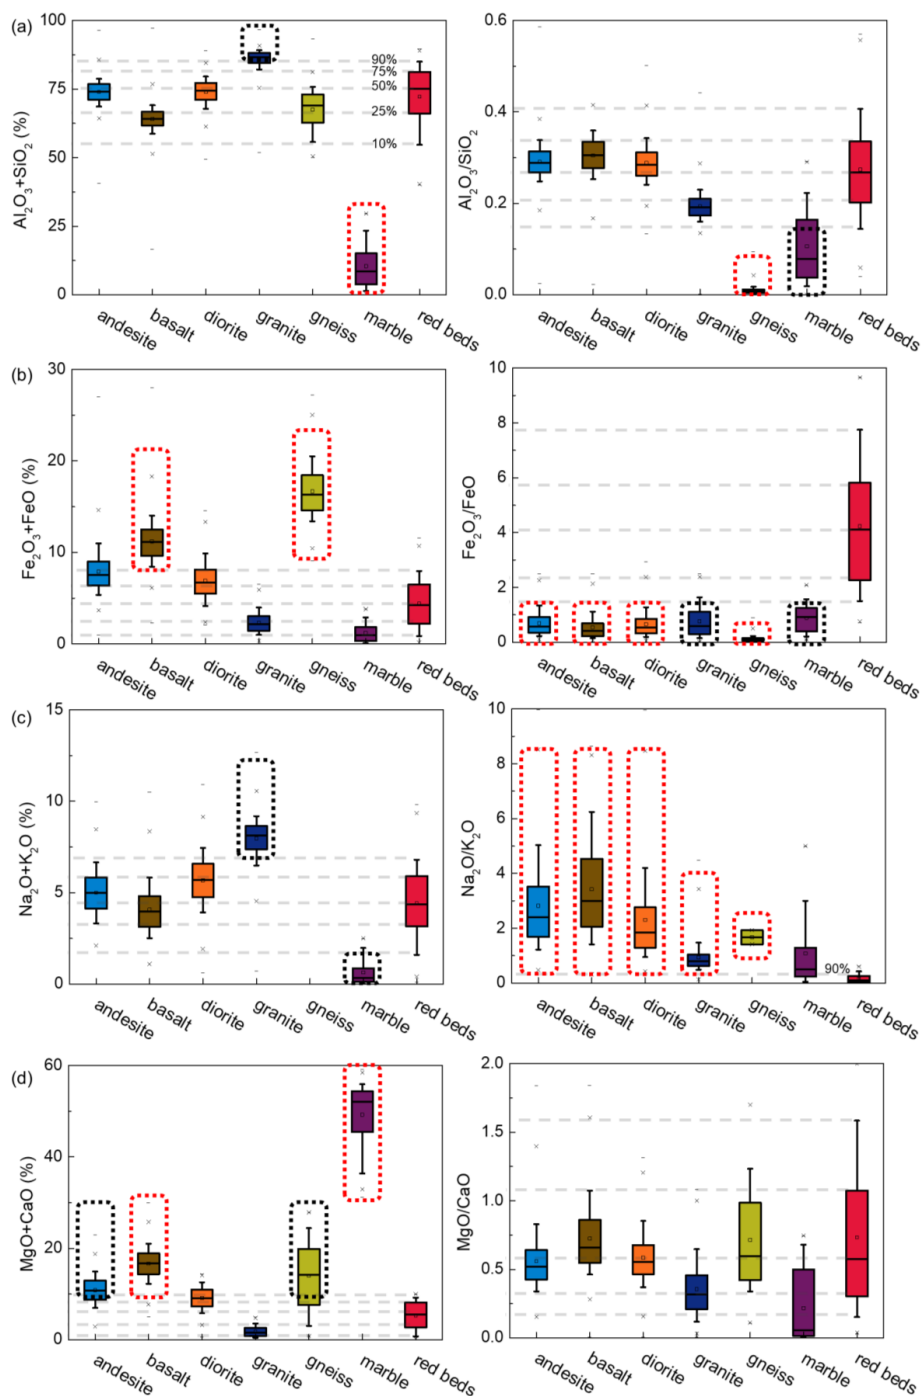 (a)
Al₂O₃+SiO₂ (%)
100
75
50
25
0
90%
75%
50%
25%
10%
andesite
basalt
diorite
granite
gneiss
marble
red beds
Al₂O₃/SiO₂
0.6
0.4
0.2
0.0
andesite
basalt
diorite
granite
gneiss
marble
red beds
(b)
Fe₂O₃+FeO (%)
30
20
10
0
andesite
basalt
diorite
granite
gneiss
marble
red beds
Fe₂O₃/FeO
10
8
6
4
2
0
andesite
basalt
diorite
granite
gneiss
marble
red beds
(c)
Na₂O+K₂O (%)
15
10
5
0
andesite
basalt
diorite
granite
gneiss
marble
red beds
Na₂O/K₂O
10
8
6
4
2
0
90%
andesite
basalt
diorite
granite
gneiss
marble
red beds
(d)
MgO+CaO (%)
60
40
20
0
andesite
basalt
diorite
granite
gneiss
marble
red beds
MgO/CaO
2.0
1.5
1.0
0.5
0.0
andesite
basalt
diorite
granite
gneiss
marble
red beds